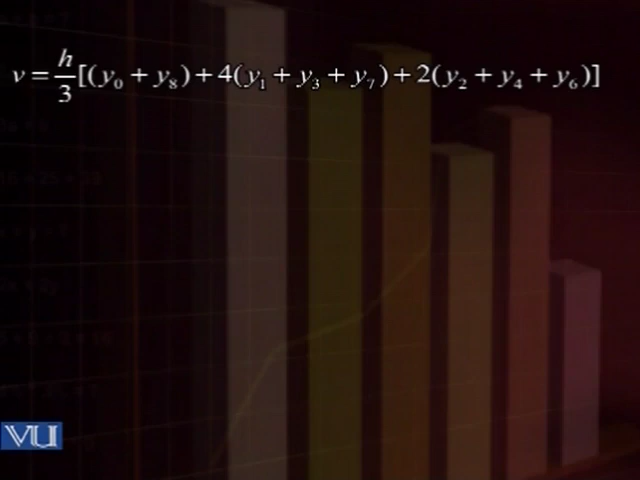 v = h/3 [(y₀ + y₈) + 4(y₁ + y₃ + y₇) + 2(y₂ + y₄ + y₆)]
VU